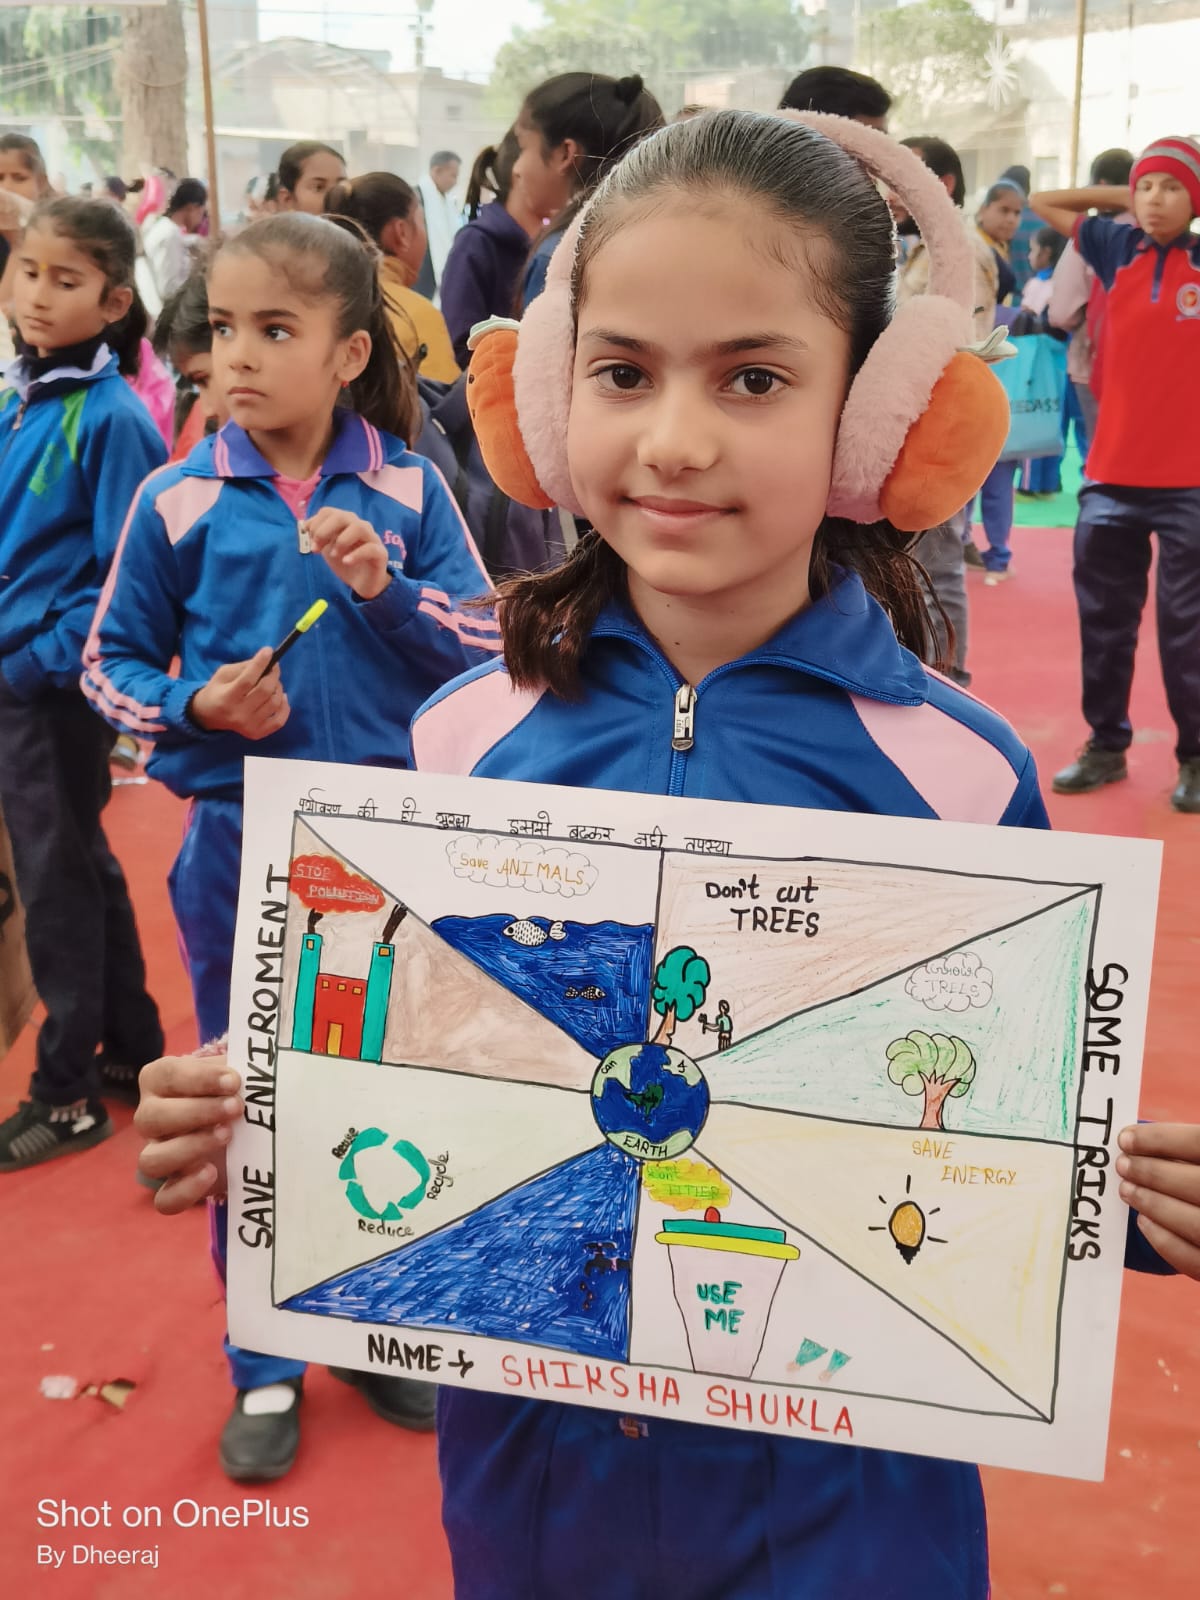 पर्यावरण की हो सुरक्षा इससे बढ़कर नही तपस्या
SAVE ENVIROMENT
SOME TRICKS
STOP
POLLUTION
Save ANIMALS
Don't cut
TREES
Grow
TREES
Reuse
Recycle
Reduce
EARTH
SAVE
ENERGY
USE
ME
NAME→ SHIKSHA SHUKLA
Shot on OnePlus
By Dheeraj